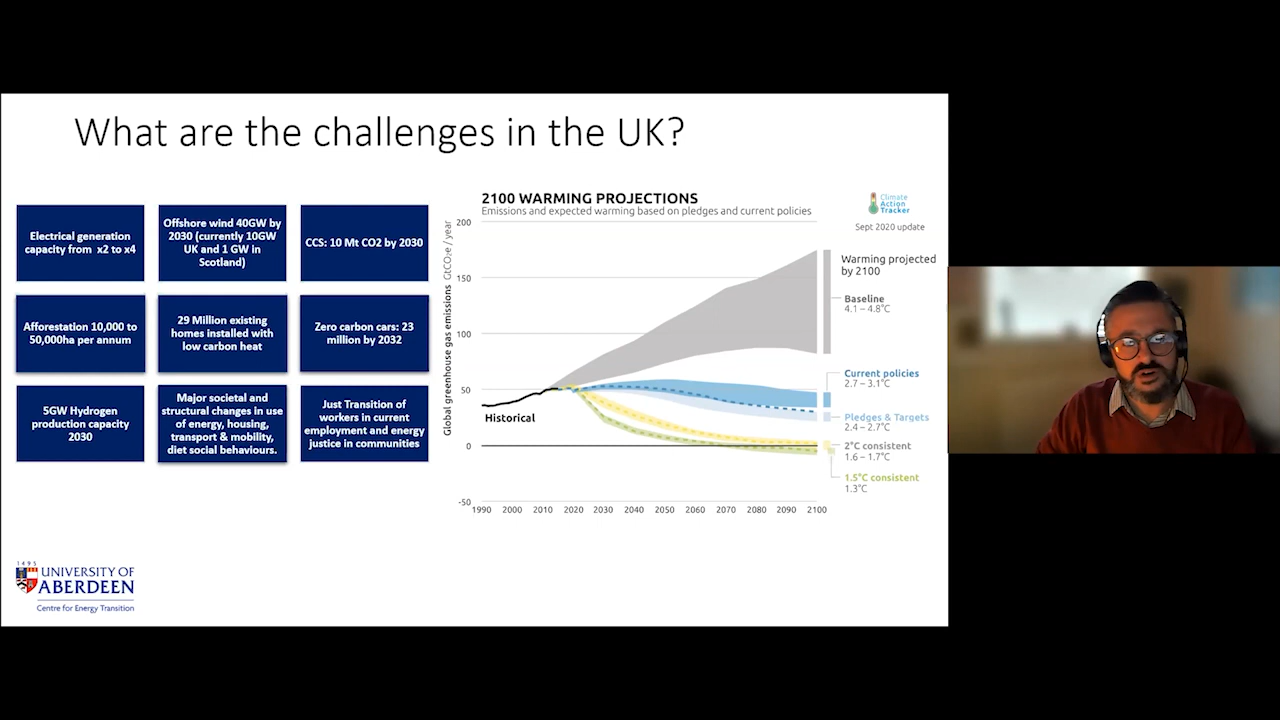 What are the challenges in the UK?
Electrical generation
capacity from x2 to x4
Offshore wind 40GW by
2030 (currently 10GW
UK and 1 GW in
Scotland)
CCS: 10 Mt CO2 by 2030
Afforestation 10,000 to
50,000ha per annum
29 Million existing
homes installed with
low carbon heat
Zero carbon cars: 23
million by 2032
5GW Hydrogen
production capacity
2030
Major societal and
structural changes in use
of energy, housing,
transport & mobility,
diet social behaviours.
Just Transition of
workers in current
employment and energy
justice in communities
2100 WARMING PROJECTIONS
Emissions and expected warming based on pledges and current policies
Climate
Action
Tracker
Sept 2020 update
Global greenhouse gas emissions GtCO₂e / year
200
150
100
50
0
-50
1990 2000 2010 2020 2030 2040 2050 2060 2070 2080 2090 2100
Historical
Warming projected
by 2100
Baseline
4.1 – 4.8°C
Current policies
2.7 – 3.1°C
Pledges & Targets
2.4 – 2.7°C
2°C consistent
1.6 – 1.7°C
1.5°C consistent
1.3°C
1495
UNIVERSITY OF
ABERDEEN
Centre for Energy Transition